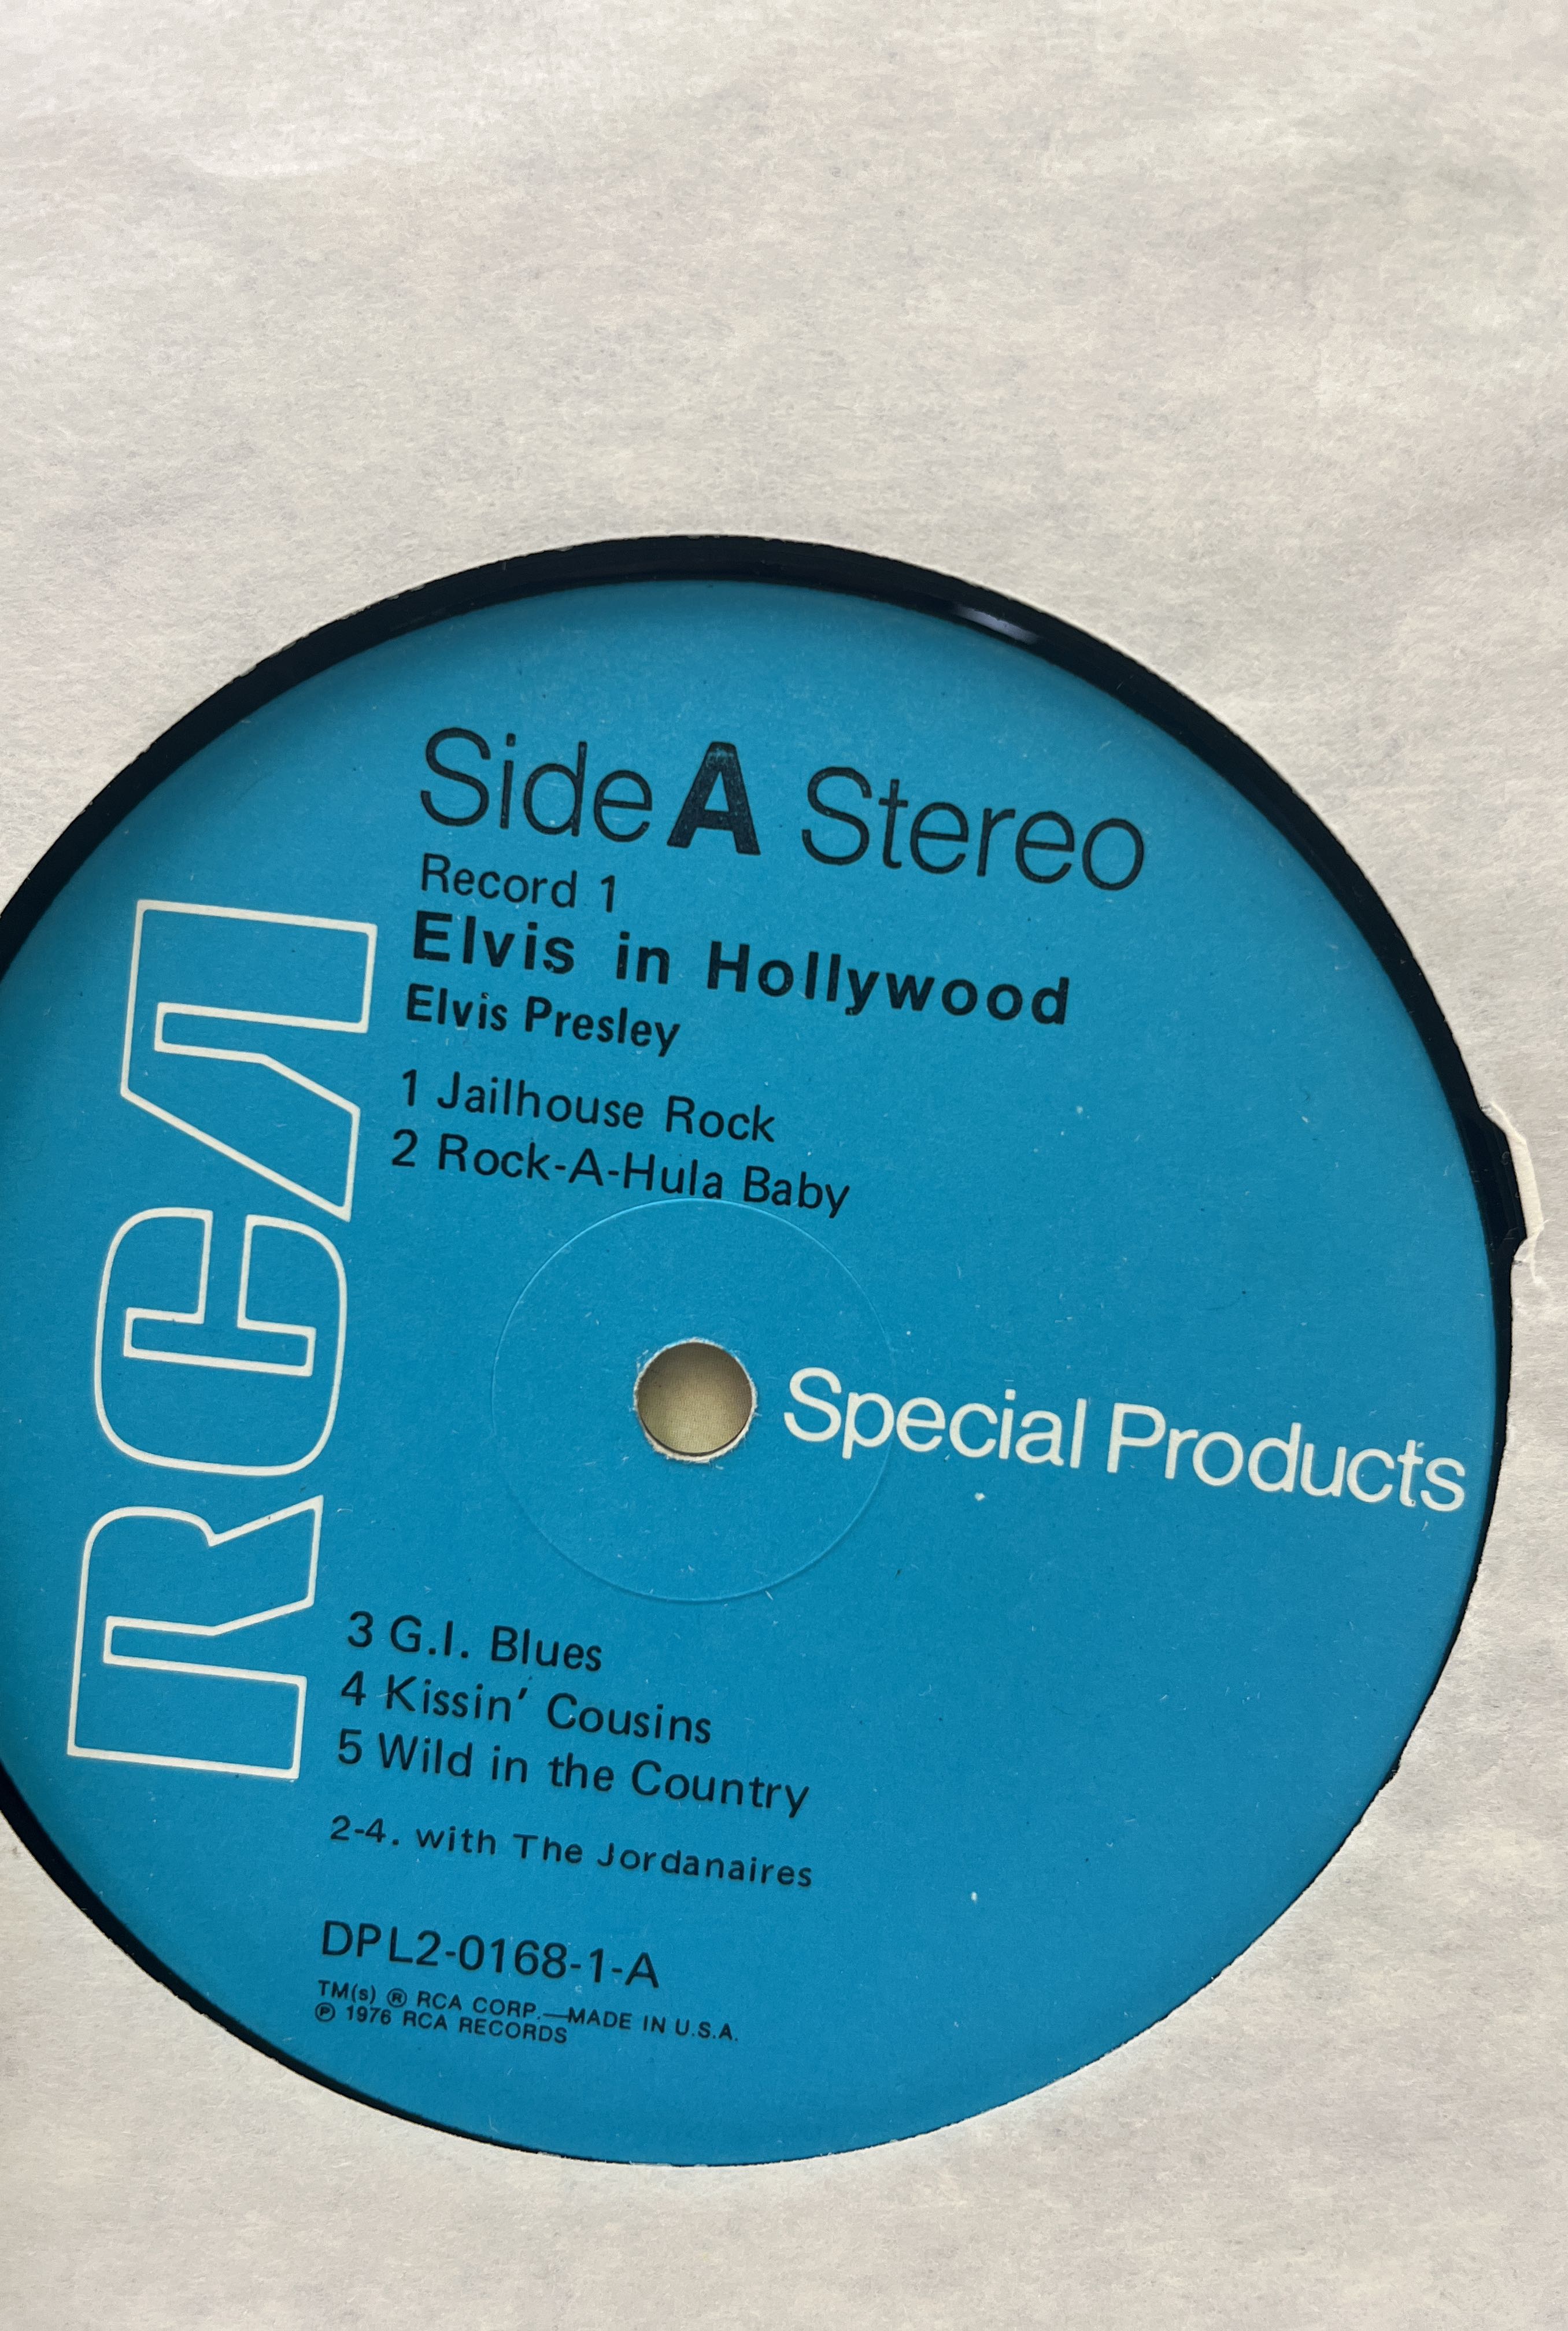 Side A Stereo
Record 1
Elvis in Hollywood
Elvis Presley
1 Jailhouse Rock
2 Rock-A-Hula Baby
RCA
Special Products
3 G.I. Blues
4 Kissin' Cousins
5 Wild in the Country
2-4. with The Jordanaires
DPL2-0168-1-A
TM(s) ® RCA CORP.—MADE IN U.S.A.
℗ 1976 RCA RECORDS